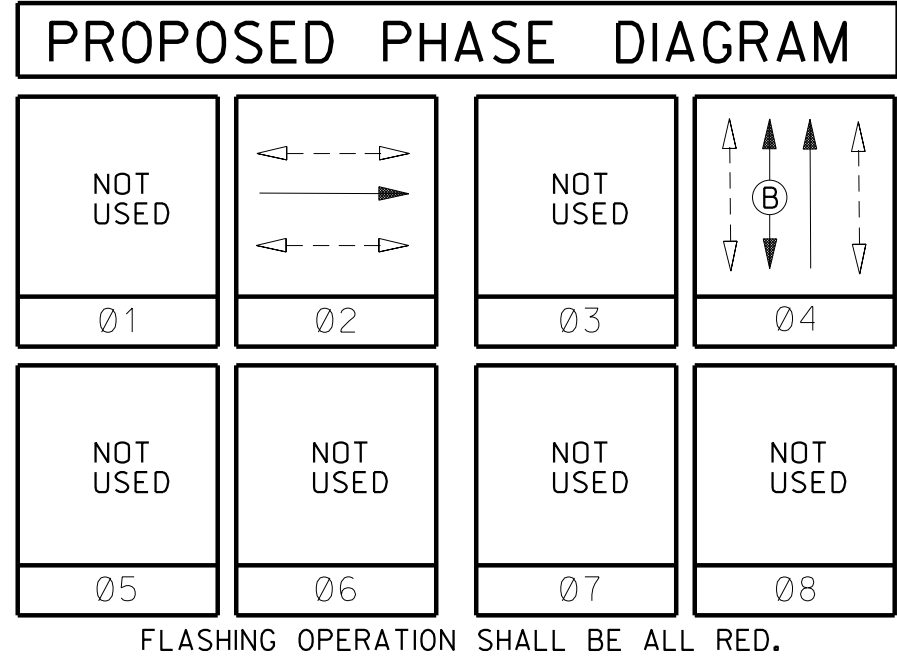 PROPOSED PHASE DIAGRAM
NOT
USED
NOT
USED
B
Ø1
Ø2
Ø3
Ø4
NOT
USED
NOT
USED
NOT
USED
NOT
USED
Ø5
Ø6
Ø7
Ø8
FLASHING OPERATION SHALL BE ALL RED.